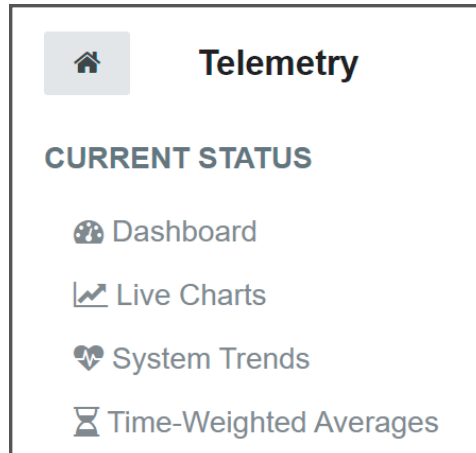 Telemetry
CURRENT STATUS
Dashboard
Live Charts
System Trends
Time-Weighted Averages